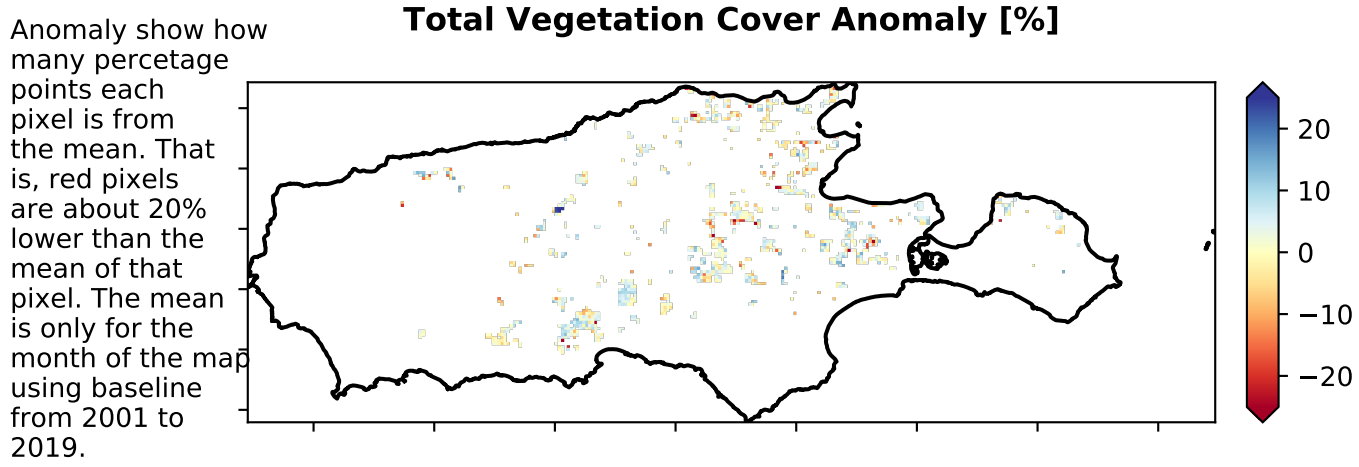 Total Vegetation Cover Anomaly [%]
Anomaly show how
many percetage
points each
pixel is from
the mean. That
is, red pixels
are about 20%
lower than the
mean of that
pixel. The mean
is only for the
month of the map
using baseline
from 2001 to
2019.
20
10
0
−10
−20